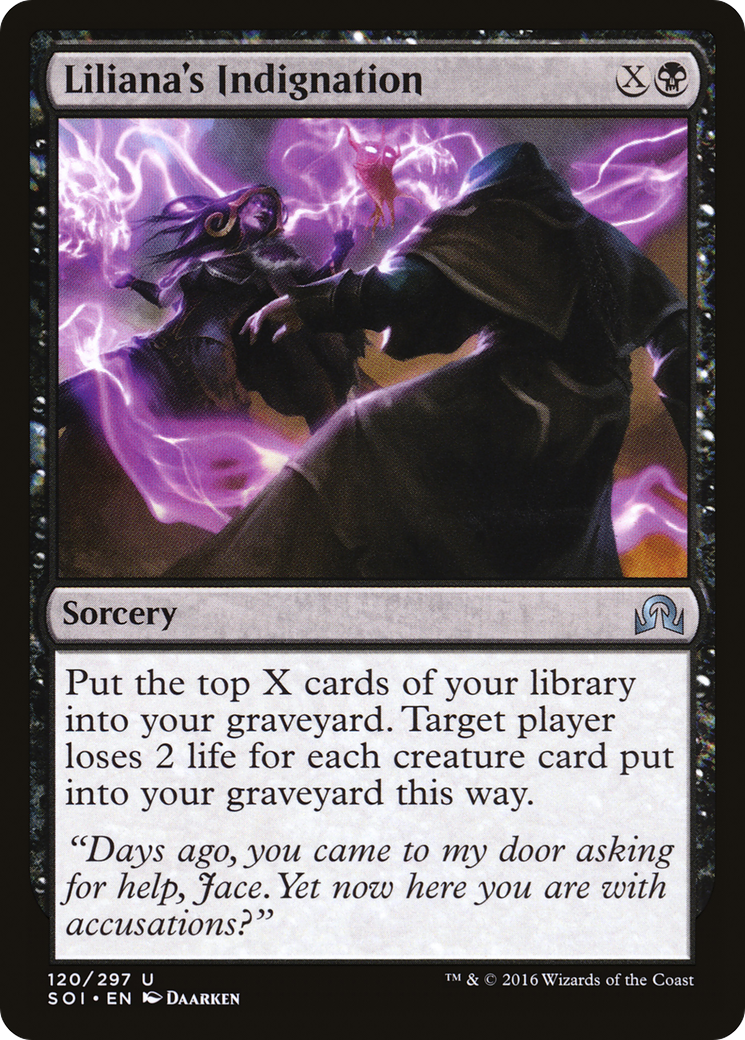 Liliana's Indignation X
Sorcery
Put the top X cards of your library
into your graveyard. Target player
loses 2 life for each creature card put
into your graveyard this way.
“Days ago, you came to my door asking
for help, Jace. Yet now here you are with
accusations?”
120/297 U
SOI • EN DAARKEN
™ & © 2016 Wizards of the Coast